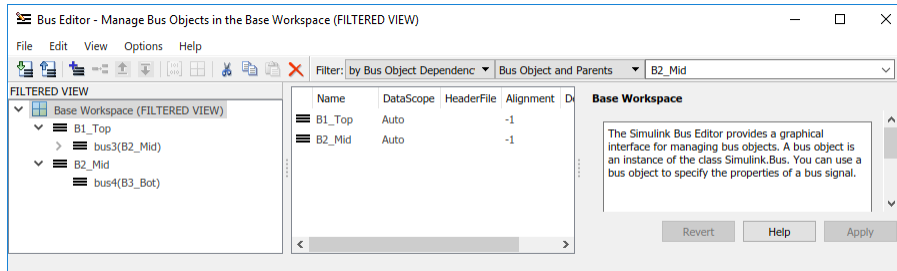 Bus Editor - Manage Bus Objects in the Base Workspace (FILTERED VIEW)
File Edit View Options Help
Filter: by Bus Object Dependenc Bus Object and Parents B2_Mid
FILTERED VIEW
Base Workspace (FILTERED VIEW)
B1_Top
bus3(B2_Mid)
B2_Mid
bus4(B3_Bot)
Name DataScope HeaderFile Alignment De
B1_Top Auto -1
B2_Mid Auto -1
Base Workspace
The Simulink Bus Editor provides a graphical
interface for managing bus objects. A bus object is
an instance of the class Simulink.Bus. You can use a
bus object to specify the properties of a bus signal.
Revert Help Apply